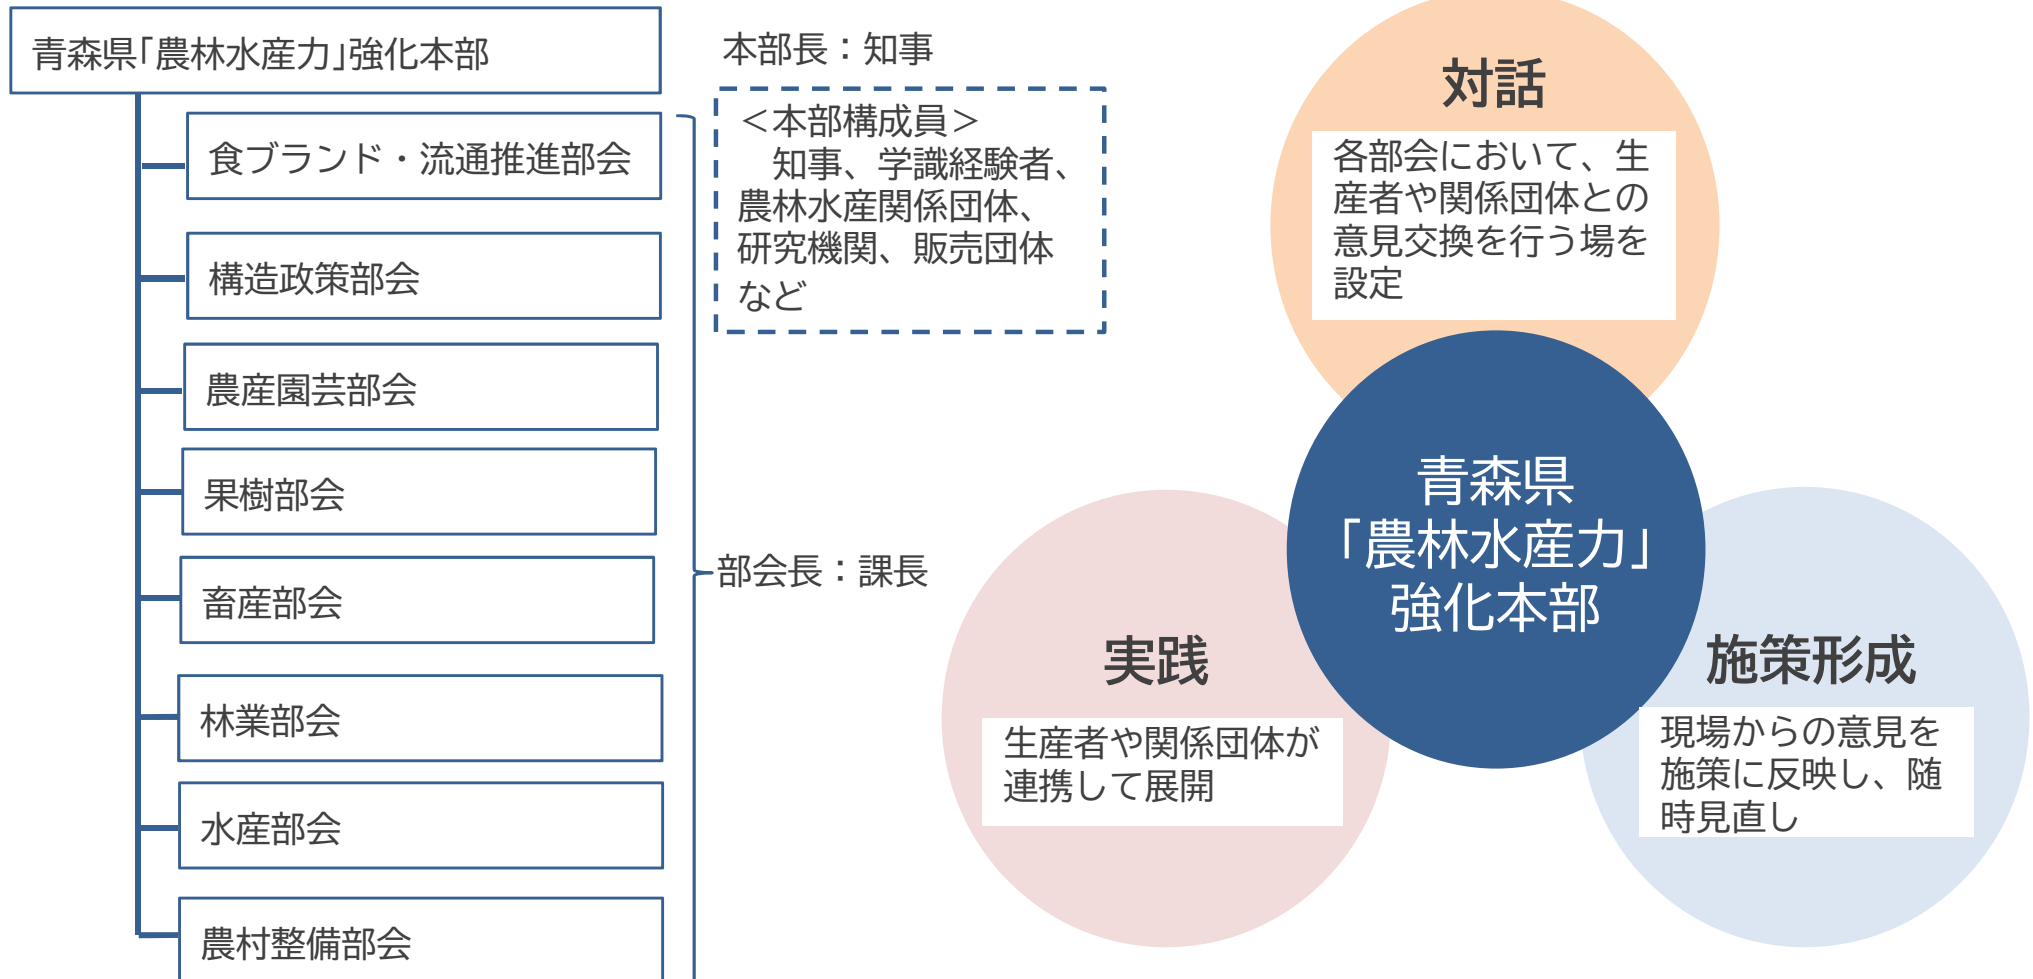 青森県｢農林水産力｣強化本部
食ブランド・流通推進部会
構造政策部会
農産園芸部会
果樹部会
畜産部会
林業部会
水産部会
農村整備部会
本部長：知事
＜本部構成員＞
知事、学識経験者、
農林水産関係団体、
研究機関、販売団体
など
部会長：課長
対話
各部会において、生
産者や関係団体との
意見交換を行う場を
設定
青森県
｢農林水産力｣
強化本部
実践
生産者や関係団体が
連携して展開
施策形成
現場からの意見を
施策に反映し、随
時見直し